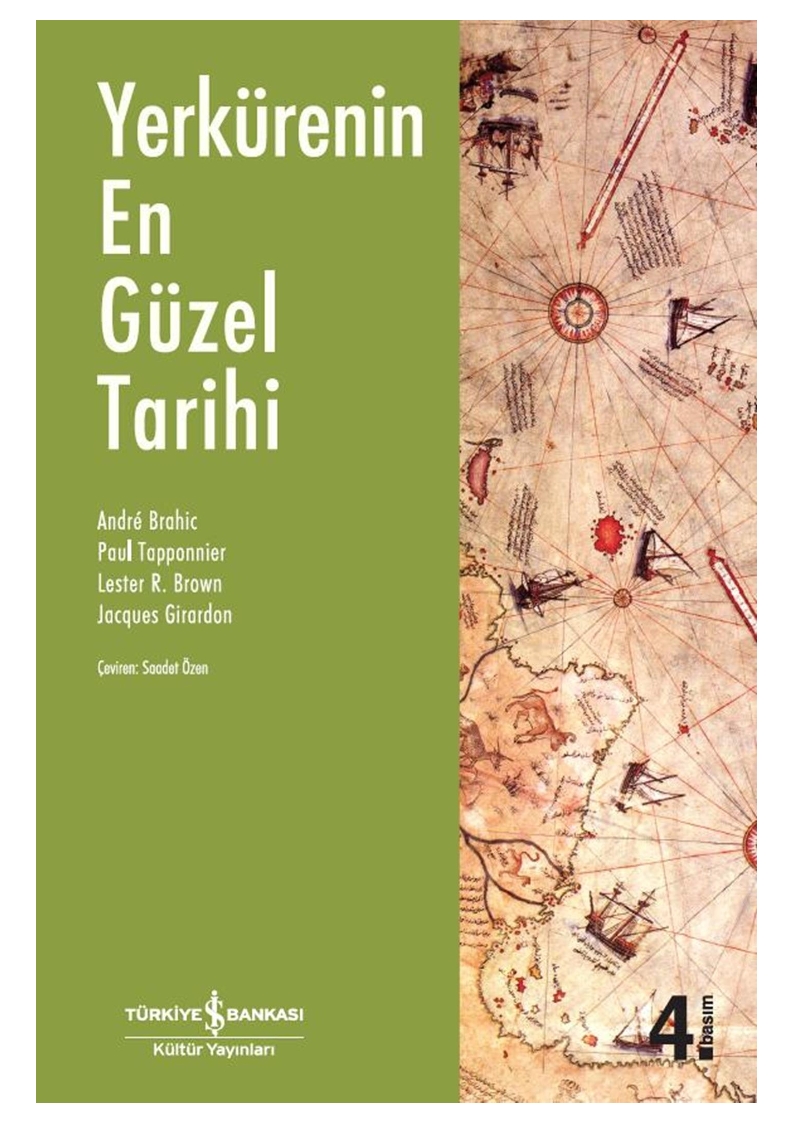 Yerkürenin
En
Güzel
Tarihi
André Brahic
Paul Tapponnier
Lester R. Brown
Jacques Girardon
Çeviren: Saadet Özen
TÜRKİYE İŞ BANKASI
Kültür Yayınları
4.
basım